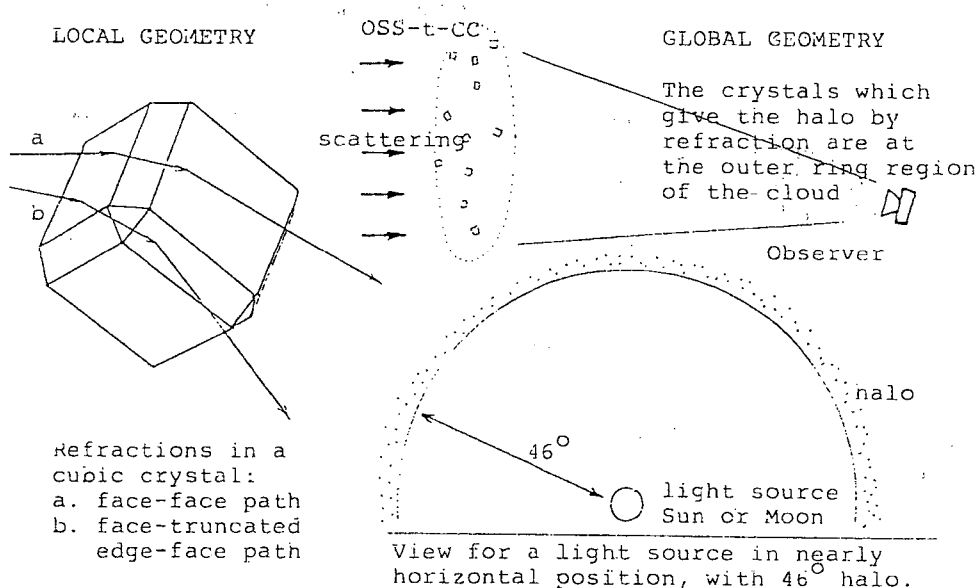 LOCAL GEOMETRY
a
b
Refractions in a
cubic crystal:
a. face-face path
b. face-truncated
edge-face path
OSS-t-CC
scattering
GLOBAL GEOMETRY
The crystals which
give the halo by
refraction are at
the outer ring region
of the cloud
Observer
halo
46°
light source
Sun or Moon
View for a light source in nearly
horizontal position, with 46° halo.